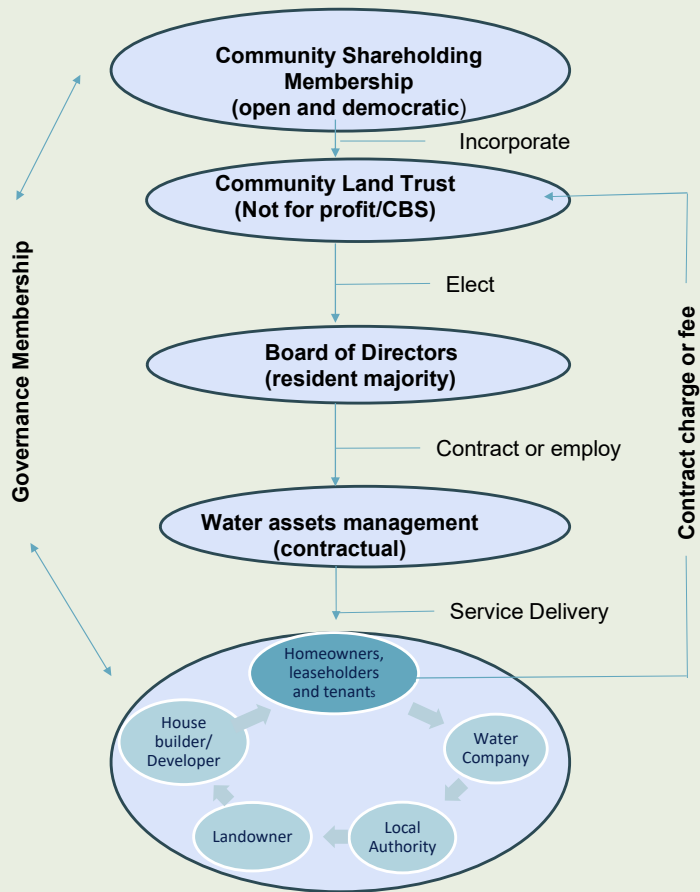 Community Shareholding
Membership
(open and democratic)
Incorporate
Community Land Trust
(Not for profit/CBS)
Elect
Board of Directors
(resident majority)
Contract or employ
Water assets management
(contractual)
Service Delivery
Homeowners,
leaseholders
and tenants
House
builder/
Developer
Water
Company
Landowner
Local
Authority
Governance Membership
Contract charge or fee